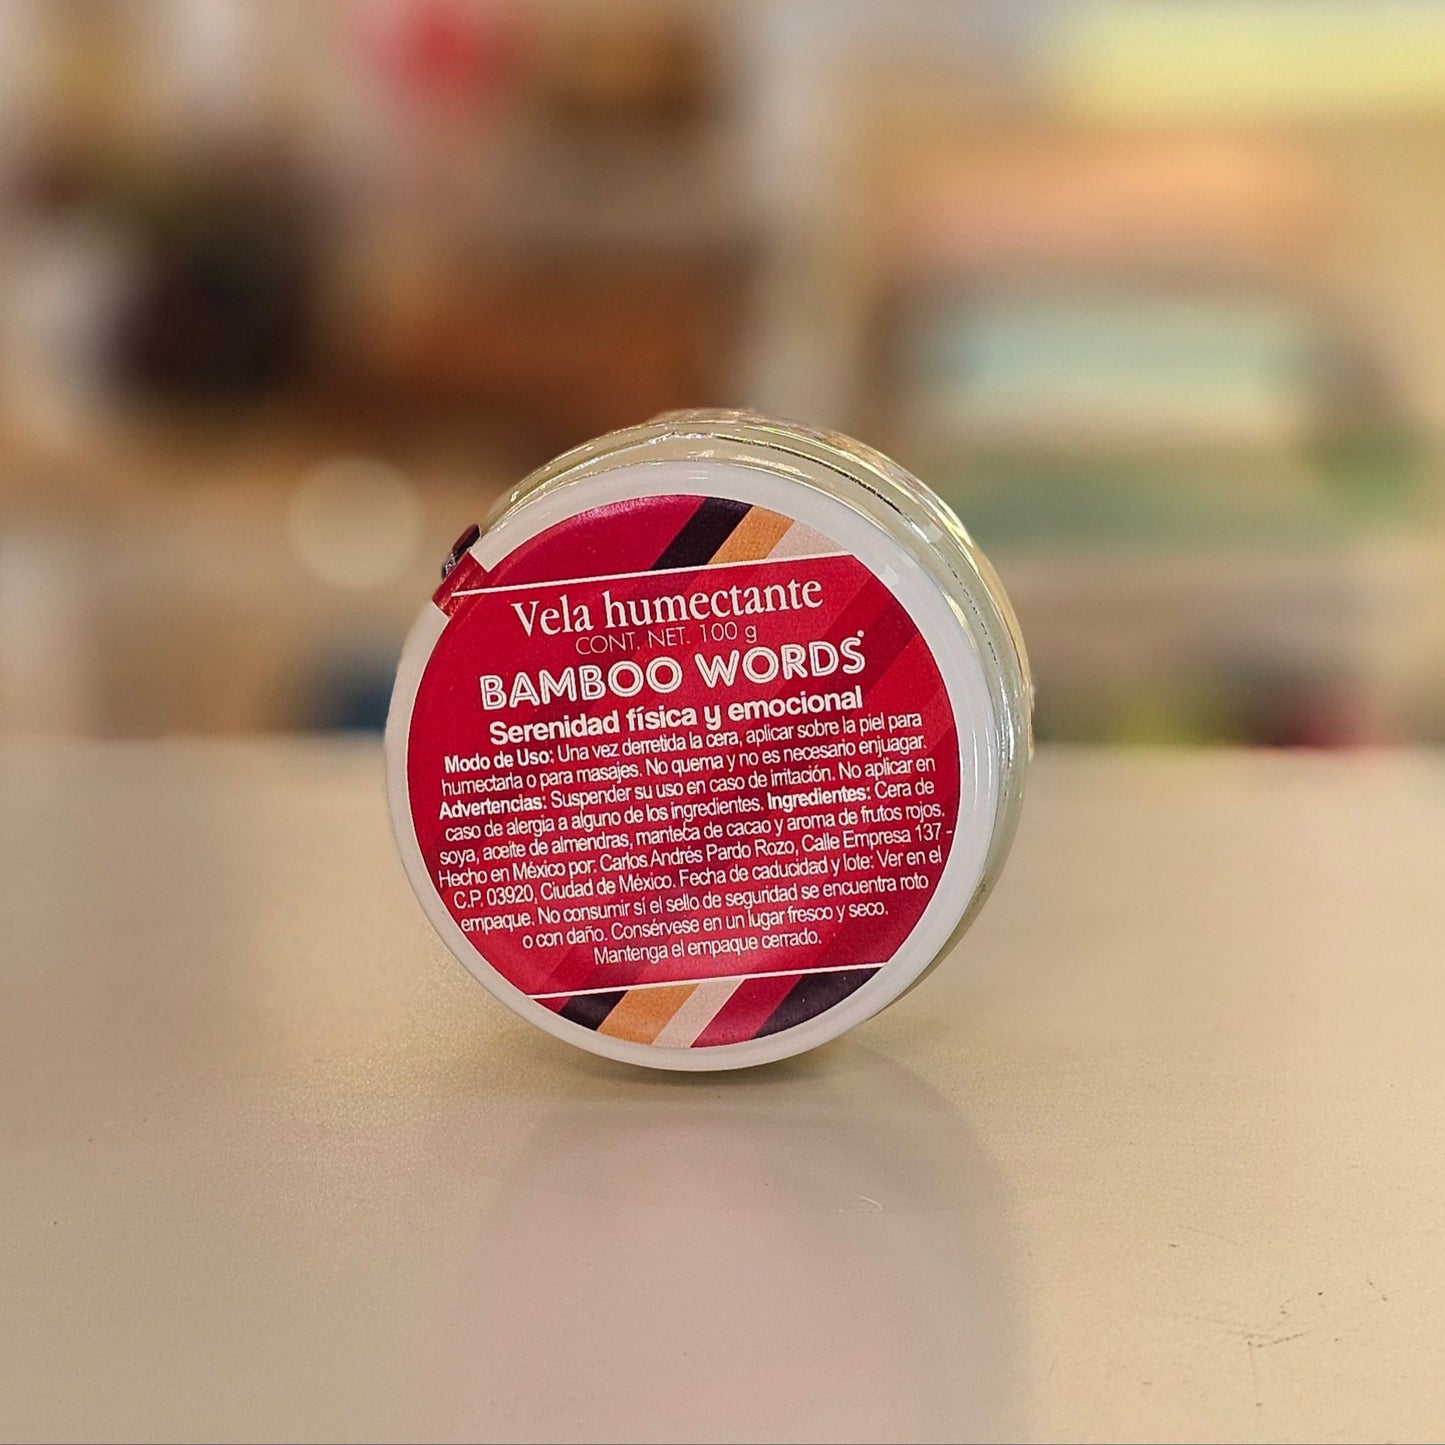 Vela humectante
CONT. NET. 100 g
BAMBOO WORDS
Serenidad física y emocional
Modo de Uso: Una vez derretida la cera, aplicar sobre la piel para
humectarla o para masajes. No quema y no es necesario enjuagar.
Advertencias: Suspender su uso en caso de irritación. No aplicar en
caso de alergia a alguno de los ingredientes. Ingredientes: Cera de
soya, aceite de almendras, manteca de cacao y aroma de frutos rojos.
Hecho en México por: Carlos Andrés Pardo Rozo, Calle Empresa 137 -
C.P. 03920, Ciudad de México. Fecha de caducidad y lote: Ver en el
empaque. No consumir sí el sello de seguridad se encuentra roto
o con daño. Consérvese en un lugar fresco y seco.
Mantenga el empaque cerrado.